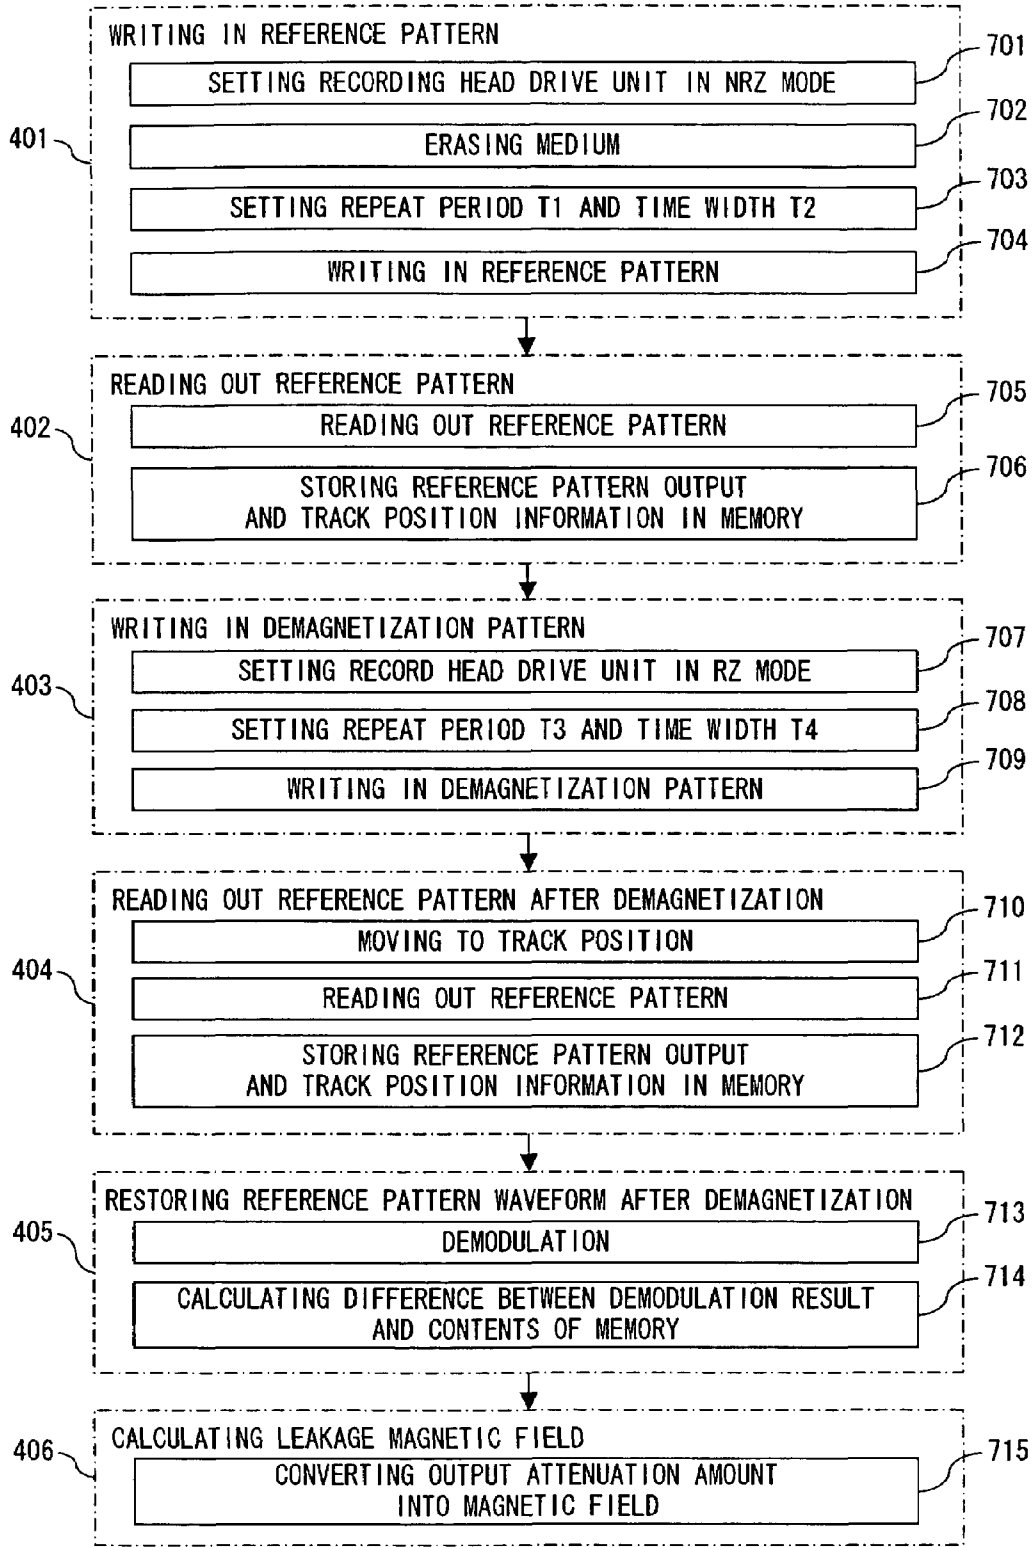 WRITING IN REFERENCE PATTERN
701
SETTING RECORDING HEAD DRIVE UNIT IN NRZ MODE
702
401
ERASING MEDIUM
703
SETTING REPEAT PERIOD T1 AND TIME WIDTH T2
704
WRITING IN REFERENCE PATTERN
READING OUT REFERENCE PATTERN
705
402
READING OUT REFERENCE PATTERN
706
STORING REFERENCE PATTERN OUTPUT
AND TRACK POSITION INFORMATION IN MEMORY
WRITING IN DEMAGNETIZATION PATTERN
707
SETTING RECORD HEAD DRIVE UNIT IN RZ MODE
403
708
SETTING REPEAT PERIOD T3 AND TIME WIDTH T4
709
WRITING IN DEMAGNETIZATION PATTERN
READING OUT REFERENCE PATTERN AFTER DEMAGNETIZATION
710
MOVING TO TRACK POSITION
404
711
READING OUT REFERENCE PATTERN
712
STORING REFERENCE PATTERN OUTPUT
AND TRACK POSITION INFORMATION IN MEMORY
RESTORING REFERENCE PATTERN WAVEFORM AFTER DEMAGNETIZATION
713
405
DEMODULATION
714
CALCULATING DIFFERENCE BETWEEN DEMODULATION RESULT
AND CONTENTS OF MEMORY
CALCULATING LEAKAGE MAGNETIC FIELD
406
715
CONVERTING OUTPUT ATTENUATION AMOUNT
INTO MAGNETIC FIELD